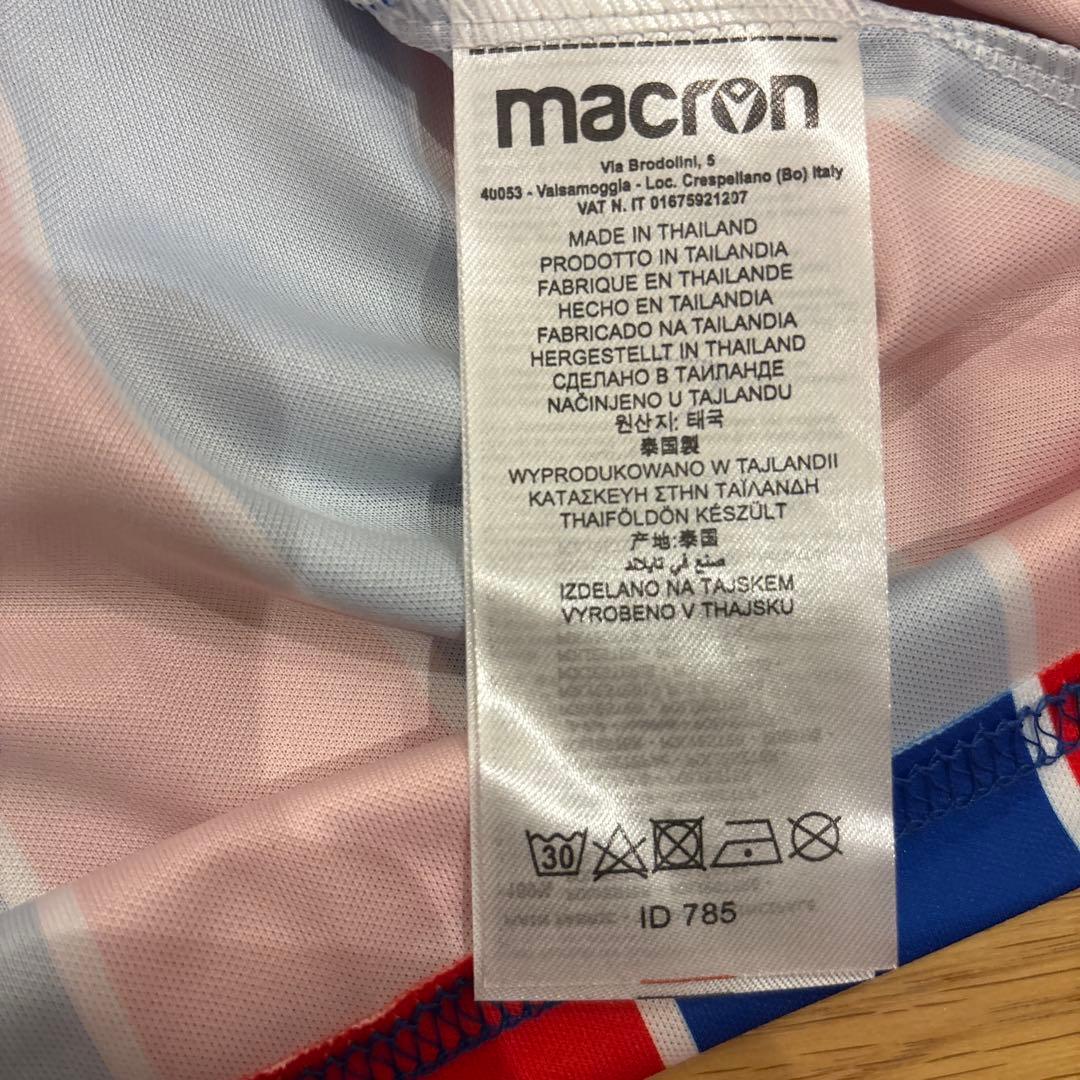 macron
Via Brodolini, 5
40053 - Valsamoggia - Loc. Crespellano (Bo) Italy
VAT N. IT 01675921207
MADE IN THAILAND
PRODOTTO IN TAILANDIA
FABRIQUE EN THAILANDE
HECHO EN TAILANDIA
FABRICADO NA TAILANDIA
HERGESTELLT IN THAILAND
СДЕЛАНО В ТАИЛАНДЕ
NAČINJENO U TAJLANDU
원산지: 태국
泰国製
WYPRODUKOWANO W TAJLANDII
ΚΑΤΑΣΚΕΥΗ ΣΤΗΝ ΤΑΪΛΑΝΔΗ
THAIFÖLDÖN KÉSZÜLT
产地:泰国
صنع في تايلاند
IZDELANO NA TAJSKEM
VYROBENO V THAJSKU
30
ID 785